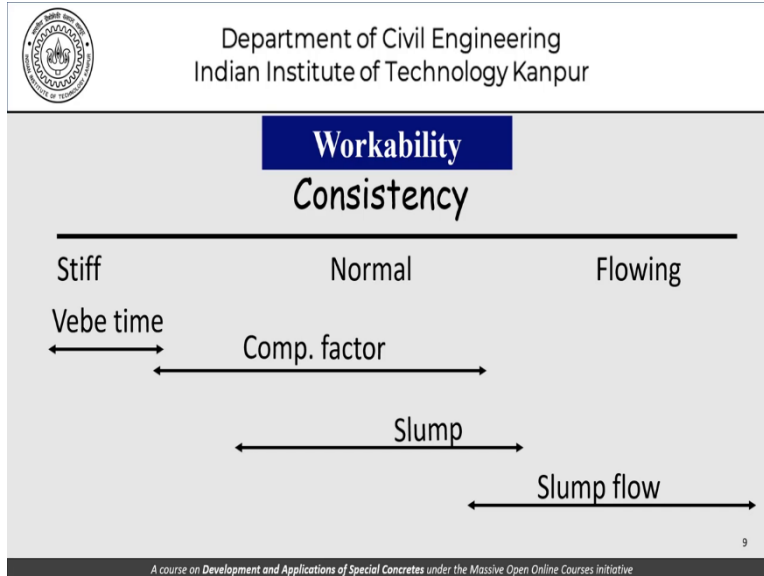 Department of Civil Engineering
Indian Institute of Technology Kanpur
Workability
Consistency
Stiff Normal Flowing
Vebe time
Comp. factor
Slump
Slump flow
9
A course on Development and Applications of Special Concretes under the Massive Open Online Courses initiative